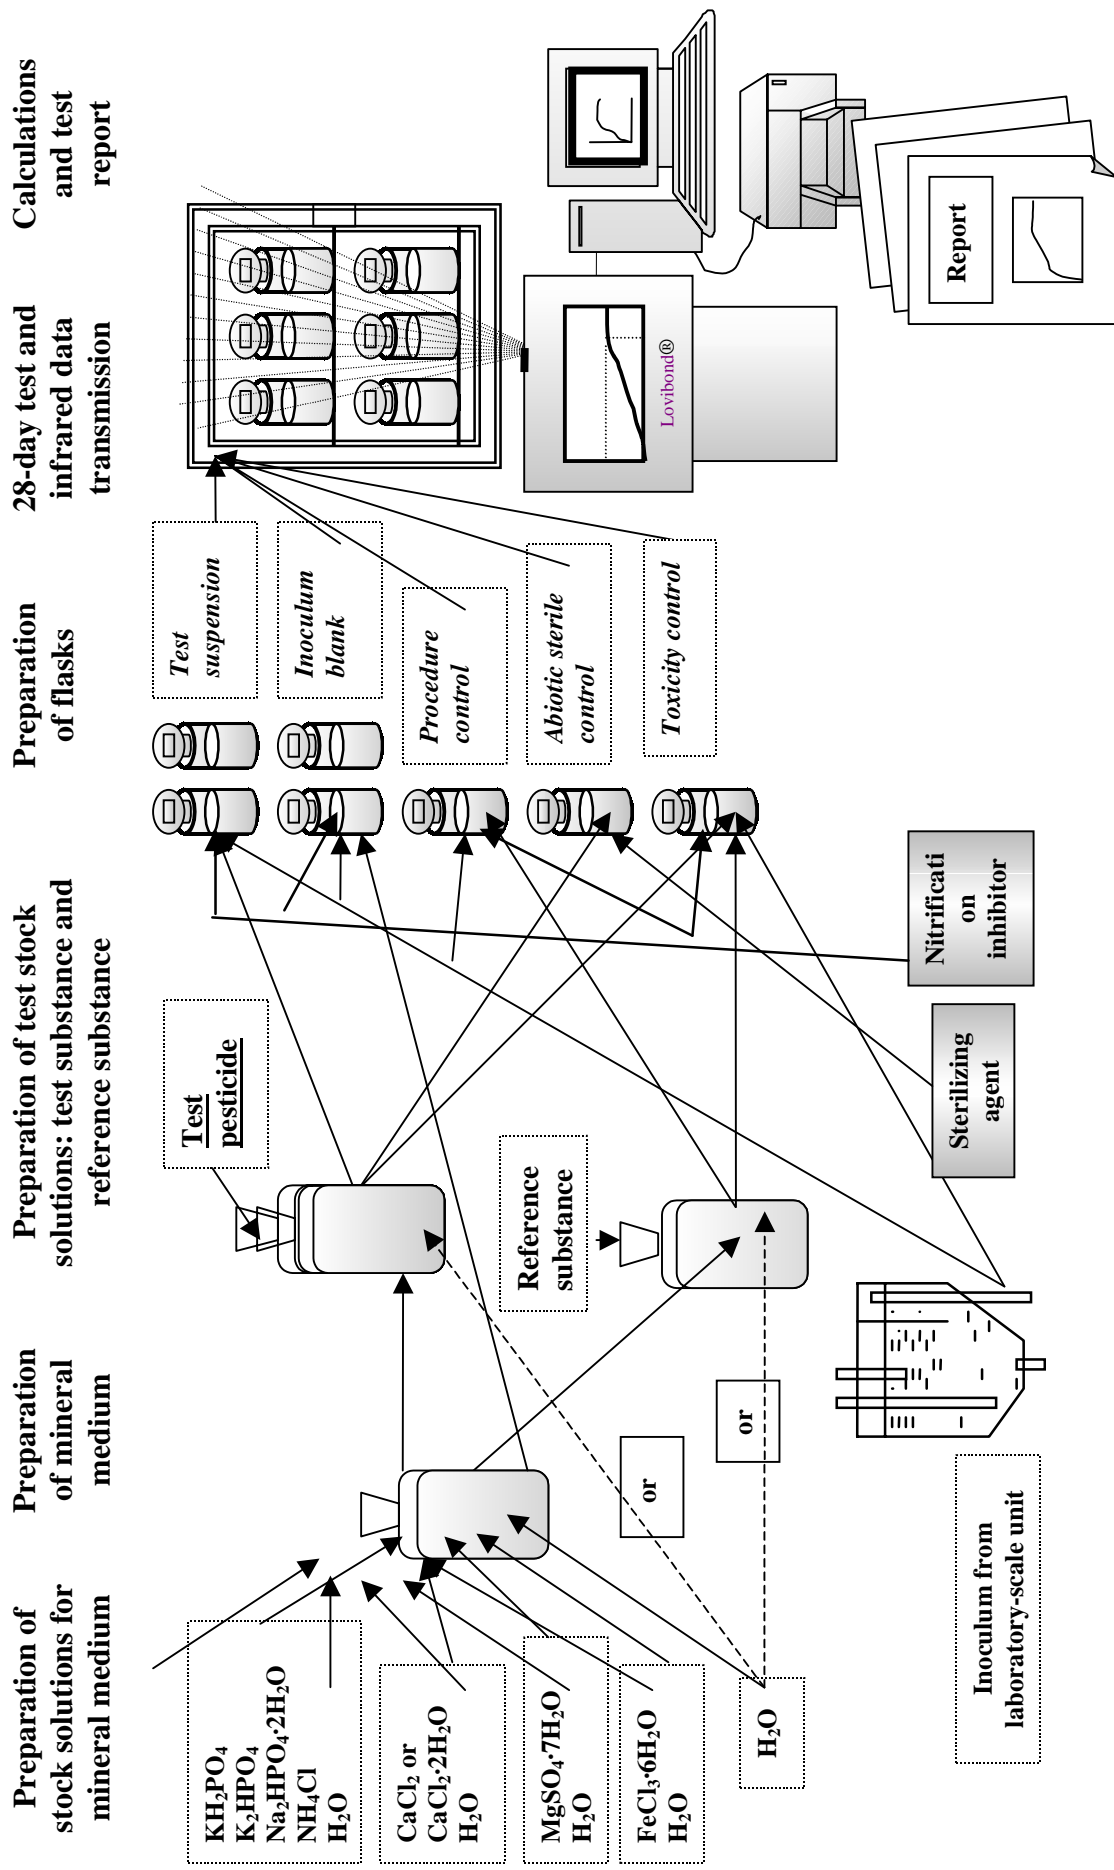 Preparation of
stock solutions for
mineral medium
Preparation
of mineral
medium
Preparation of test stock
solutions: test substance and
reference substance
Preparation
of flasks
28-day test and
infrared data
transmission
Calculations
and test
report
KH₂PO₄
K₂HPO₄
Na₂HPO₄·2H₂O
NH₄Cl
H₂O
CaCl₂ or
CaCl₂·2H₂O
H₂O
MgSO₄·7H₂O
H₂O
FeCl₃·6H₂O
H₂O
H₂O
or
or
Inoculum from
laboratory-scale unit
Test
pesticide
Reference
substance
Sterilizing
agent
Nitrificati
on
inhibitor
Test
suspension
Inoculum
blank
Procedure
control
Abiotic sterile
control
Toxicity control
Lovibond®
Report